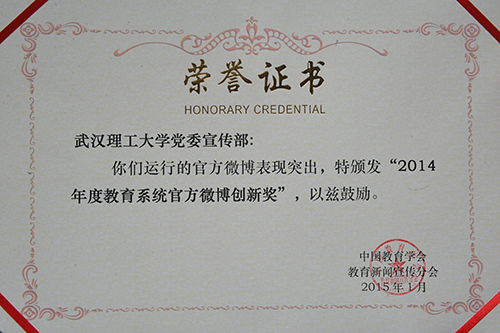 荣誉证书
HONORARY CREDENTIAL
武汉理工大学党委宣传部：
你们运行的官方微博表现突出，特颁发“2014
年度教育系统官方微博创新奖”，以兹鼓励。
中国教育学会
教育新闻宣传分会
2015年1月